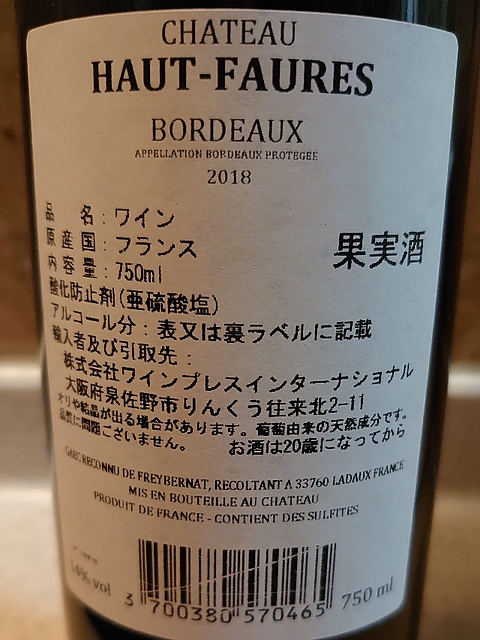 CHATEAU
HAUT-FAURES
BORDEAUX
APPELLATION BORDEAUX PROTEGEE
2018
品名：ワイン
原産国：フランス
内容量：750ml
果実酒
酸化防止剤(亜硫酸塩)
アルコール分：表又は裏ラベルに記載
輸入者及び引取先：
株式会社ワインプレスインターナショナル
大阪府泉佐野市りんくう往来北2-11
オリや結晶が出る場合があります。葡萄由来の天然成分です。
品質に問題ございません。 お酒は20歳になってから
GAEC RECONNU DE FREYBERNAT, RECOLTANT A 33760 LADAUX FRANCE
MIS EN BOUTEILLE AU CHATEAU
PRODUIT DE FRANCE - CONTIENT DES SULFITES
14% vol
3 700380 570465
750 ml